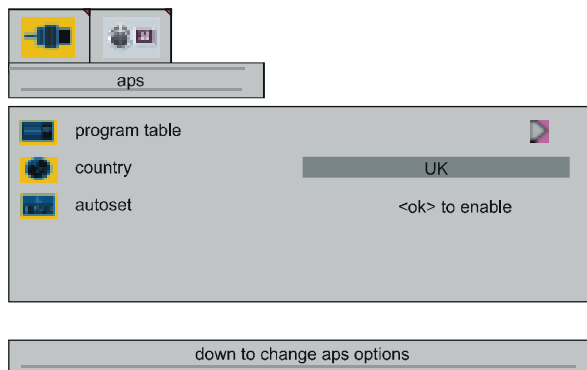 aps
program table
country UK
autoset <ok> to enable
down to change aps options